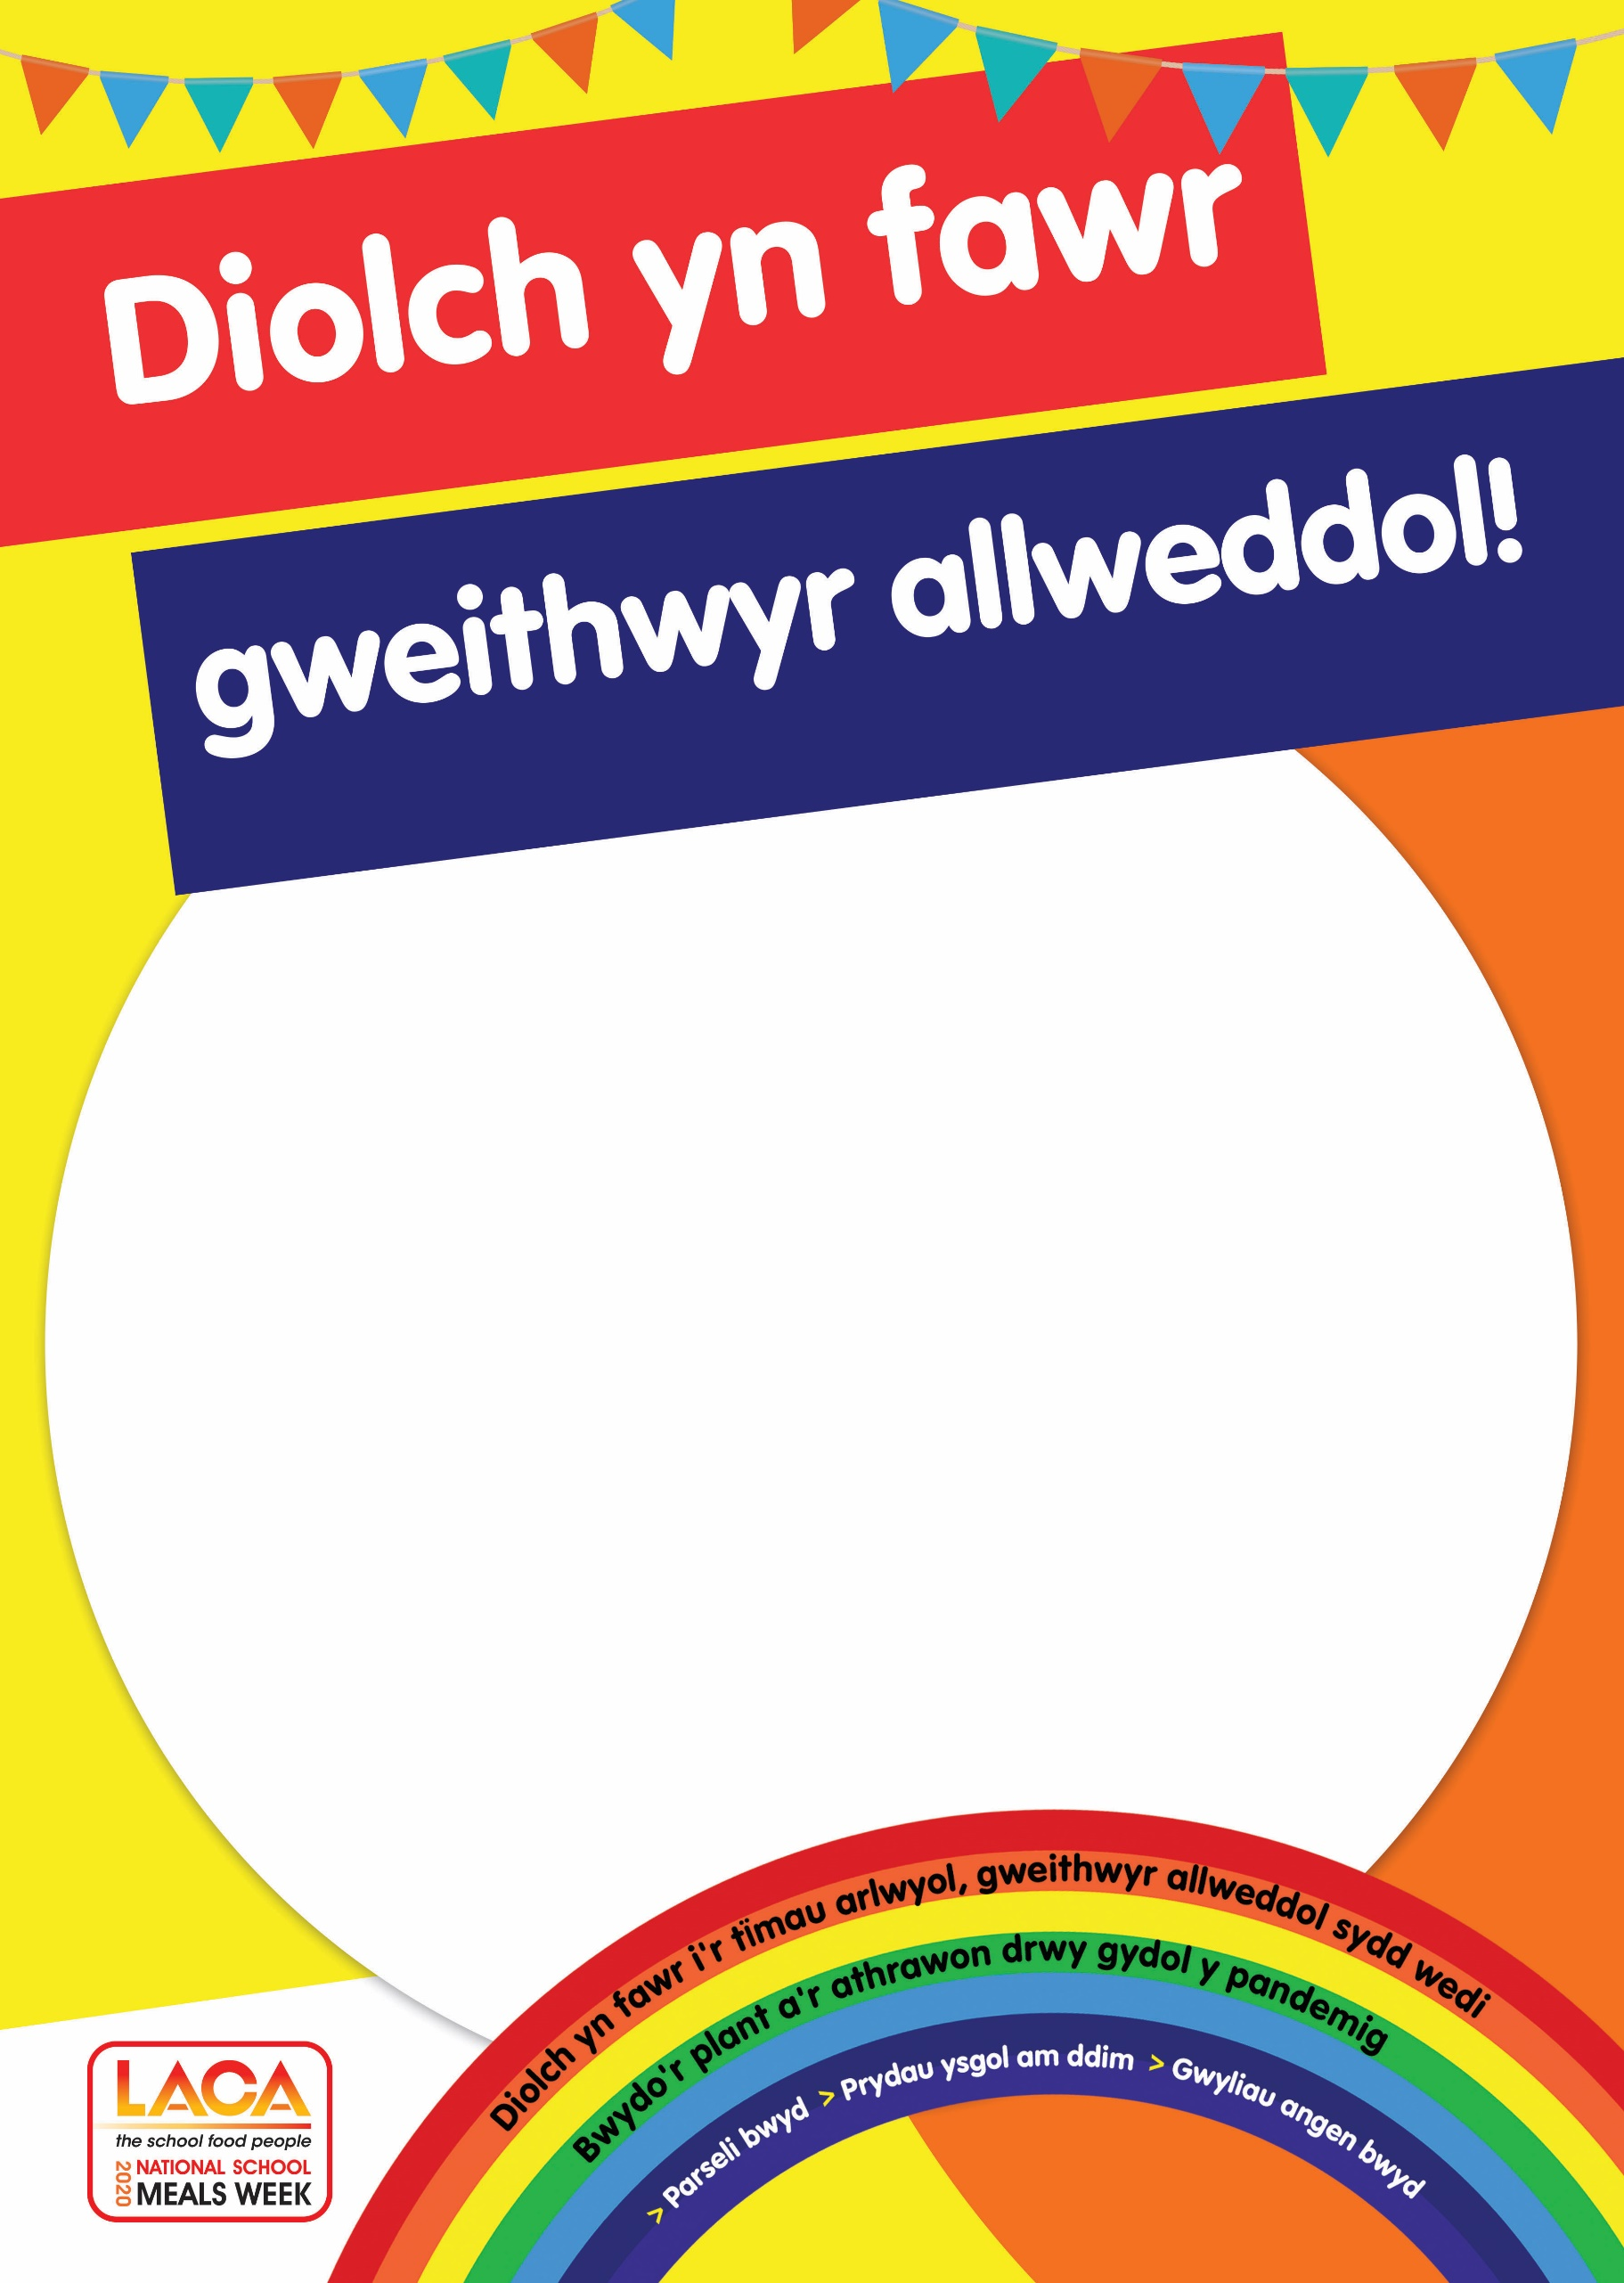 Diolch yn fawr
gweithwyr allweddol!
Diolch yn fawr i'r timau arlwyol, gweithwyr allweddol sydd wedi
Bwydo'r plant a'r athrawon drwy gydol y pandemig
> Parseli bwyd > Prydau ysgol am ddim > Gwyliau angen bwyd
LACA
the school food people
2020
NATIONAL SCHOOL
MEALS WEEK